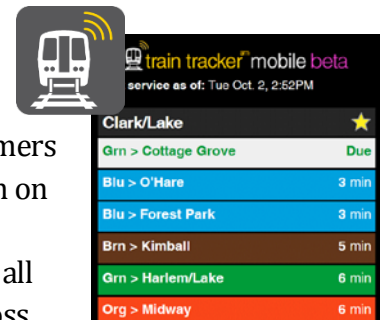 train tracker℠ mobile beta
service as of: Tue Oct. 2, 2:52PM
Clark/Lake
Grn > Cottage Grove Due
Blu > O'Hare 3 min
Blu > Forest Park 3 min
Brn > Kimball 5 min
Grn > Harlem/Lake 6 min
Org > Midway 6 min
mers
n on
all
oss